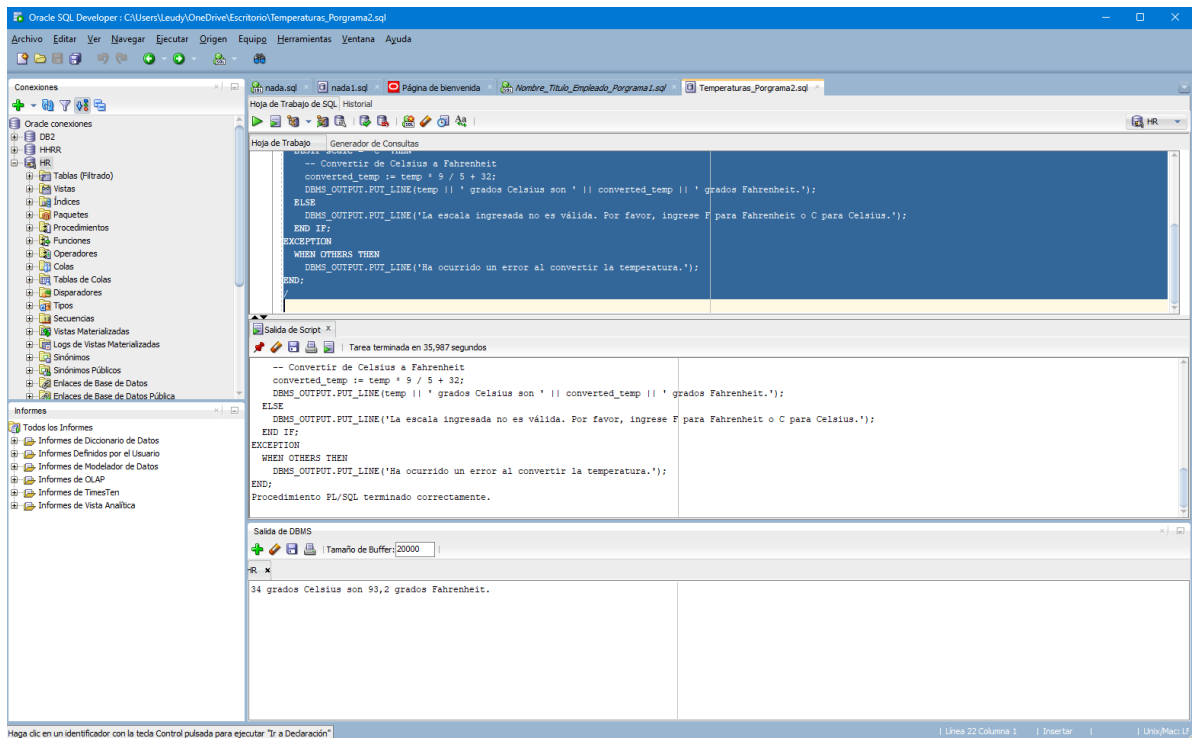 Oracle SQL Developer : C:\Users\Leudy\OneDrive\Escritorio\Temperaturas_Porgrama2.sql
Archivo Editar Ver Navegar Ejecutar Origen Equipo Herramientas Ventana Ayuda
Conexiones
nada.sql nada1.sql Página de bienvenida Nombre_Titulo_Empleado_Porgrama1.sql Temperaturas_Porgrama2.sql
Hoja de Trabajo de SQL Historial
HR
Hoja de Trabajo Generador de Consultas
Oracle conexiones
DB2
HHRR
HR
Tablas (Filtrado)
Vistas
Índices
Paquetes
Procedimientos
Funciones
Operadores
Colas
Tablas de Colas
Disparadores
Tipos
Secuencias
Vistas Materializadas
Logs de Vistas Materializadas
Sinónimos
Sinónimos Públicos
Enlaces de Base de Datos
Enlaces de Base de Datos Pública
Informes
Todos los Informes
Informes de Diccionario de Datos
Informes Definidos por el Usuario
Informes de Modelador de Datos
Informes de OLAP
Informes de TimesTen
Informes de Vista Analítica
-- Convertir de Celsius a Fahrenheit
converted_temp := temp * 9 / 5 + 32;
DBMS_OUTPUT.PUT_LINE(temp || ' grados Celsius son ' || converted_temp || ' grados Fahrenheit.');
ELSE
DBMS_OUTPUT.PUT_LINE('La escala ingresada no es válida. Por favor, ingrese F para Fahrenheit o C para Celsius.');
END IF;
EXCEPTION
WHEN OTHERS THEN
DBMS_OUTPUT.PUT_LINE('Ha ocurrido un error al convertir la temperatura.');
END;
/
Salida de Script
Tarea terminada en 35,987 segundos
-- Convertir de Celsius a Fahrenheit
converted_temp := temp * 9 / 5 + 32;
DBMS_OUTPUT.PUT_LINE(temp || ' grados Celsius son ' || converted_temp || ' grados Fahrenheit.');
ELSE
DBMS_OUTPUT.PUT_LINE('La escala ingresada no es válida. Por favor, ingrese F para Fahrenheit o C para Celsius.');
END IF;
EXCEPTION
WHEN OTHERS THEN
DBMS_OUTPUT.PUT_LINE('Ha ocurrido un error al convertir la temperatura.');
END;
Procedimiento PL/SQL terminado correctamente.
Salida de DBMS
Tamaño de Buffer: 20000
HR
34 grados Celsius son 93,2 grados Fahrenheit.
Haga clic en un identificador con la tecla Control pulsada para ejecutar "Ir a Declaración"
Línea 22 Columna 1 Insertar Unix/Mac: LF